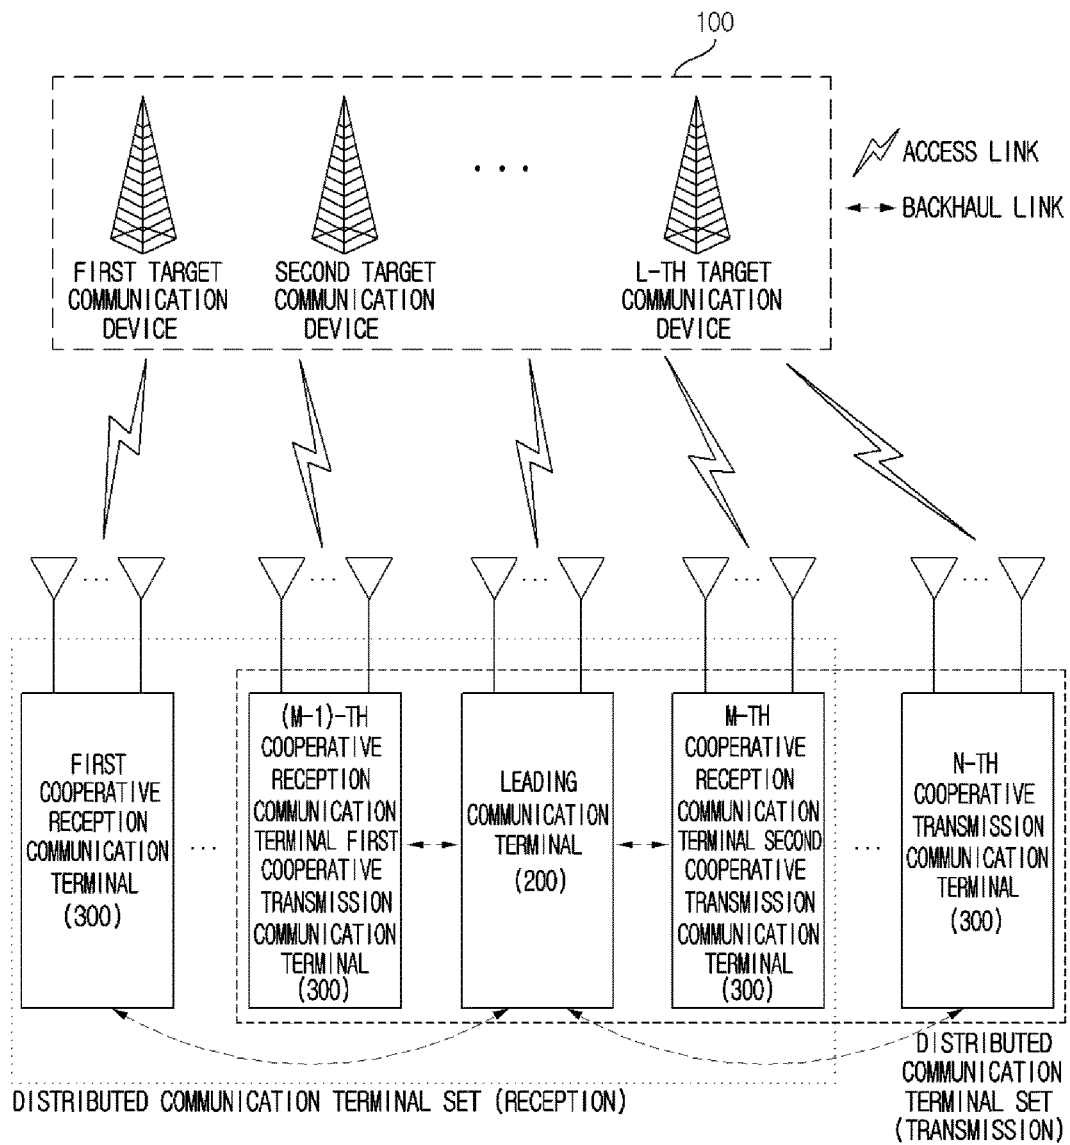 100
FIRST TARGET
COMMUNICATION
DEVICE
SECOND TARGET
COMMUNICATION
DEVICE
. . .
L-TH TARGET
COMMUNICATION
DEVICE
ACCESS LINK
BACKHAUL LINK
...
...
...
...
...
FIRST
COOPERATIVE
RECEPTION
COMMUNICATION
TERMINAL
(300)
...
(M-1)-TH
COOPERATIVE
RECEPTION
COMMUNICATION
TERMINAL FIRST
COOPERATIVE
TRANSMISSION
COMMUNICATION
TERMINAL
(300)
LEADING
COMMUNICATION
TERMINAL
(200)
M-TH
COOPERATIVE
RECEPTION
COMMUNICATION
TERMINAL SECOND
COOPERATIVE
TRANSMISSION
COMMUNICATION
TERMINAL
(300)
...
N-TH
COOPERATIVE
TRANSMISSION
COMMUNICATION
TERMINAL
(300)
DISTRIBUTED COMMUNICATION TERMINAL SET (RECEPTION)
DISTRIBUTED
COMMUNICATION
TERMINAL SET
(TRANSMISSION)